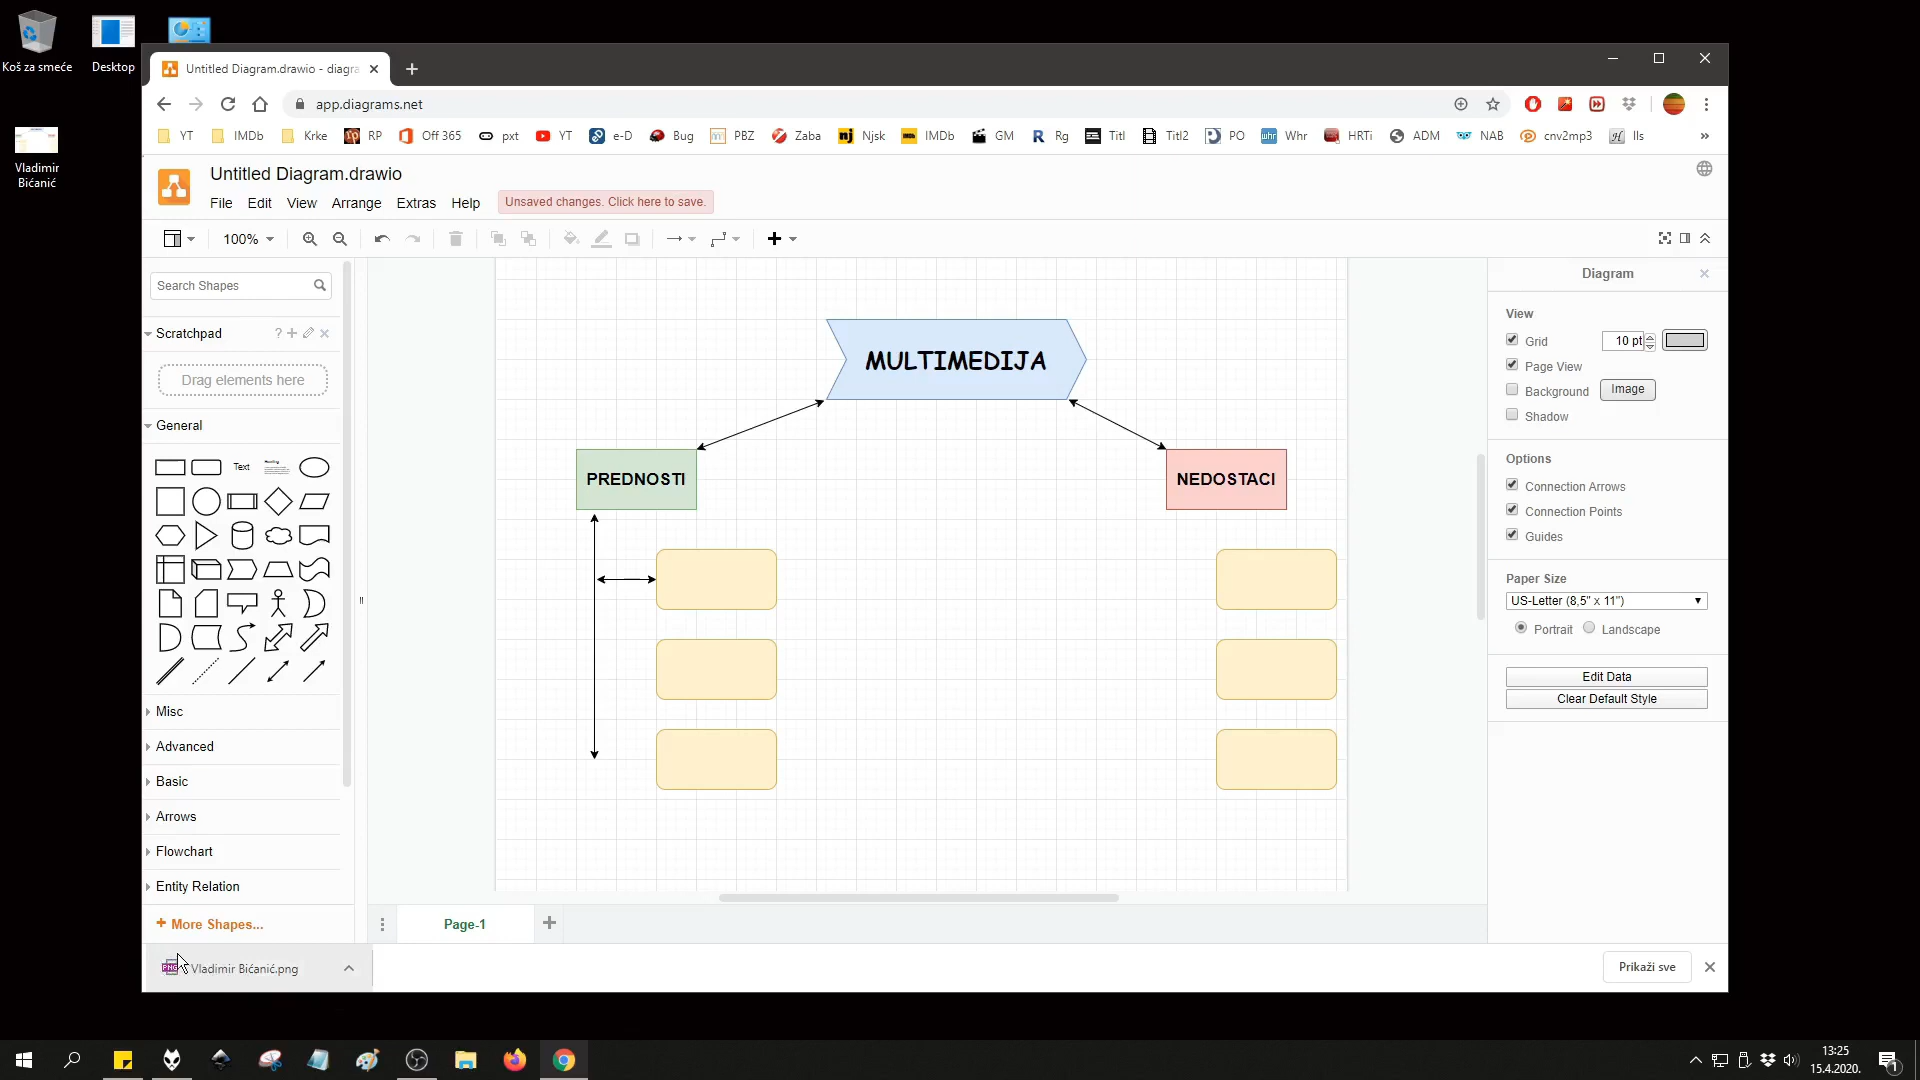 Koš za smeće
Desktop
Vladimir
Bićanić
Untitled Diagram.drawio - diagra
app.diagrams.net
YT
IMDb
Krke
RP
Off 365
pxt
YT
e-D
Bug
PBZ
Zaba
Njsk
IMDb
GM
Rg
Titl
Titl2
PO
Whr
HRTi
ADM
NAB
cnv2mp3
Ils
Untitled Diagram.drawio
File
Edit
View
Arrange
Extras
Help
Unsaved changes. Click here to save.
100%
Search Shapes
Scratchpad
?
Drag elements here
General
Text
Misc
Advanced
Basic
Arrows
Flowchart
Entity Relation
+ More Shapes...
MULTIMEDIJA
PREDNOSTI
NEDOSTACI
Page-1
Diagram
View
Grid
10 pt
Page View
Background
Image
Shadow
Options
Connection Arrows
Connection Points
Guides
Paper Size
US-Letter (8,5" x 11")
Portrait
Landscape
Edit Data
Clear Default Style
Vladimir Bićanić.png
Prikaži sve
13:25
15.4.2020.
1